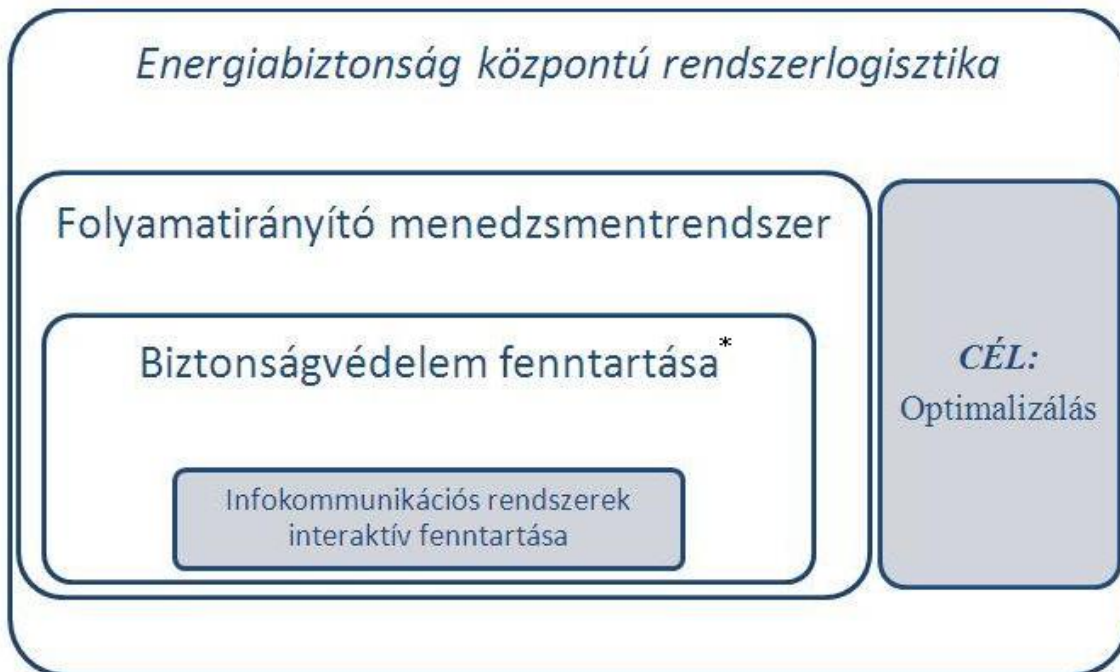 Energiabiztonság központú rendszerlogisztika
Folyamatirányító menedzsmentrendszer
Biztonságvédelem fenntartása*
Infokommunikációs rendszerek
interaktív fenntartása
CÉL:
Optimalizálás